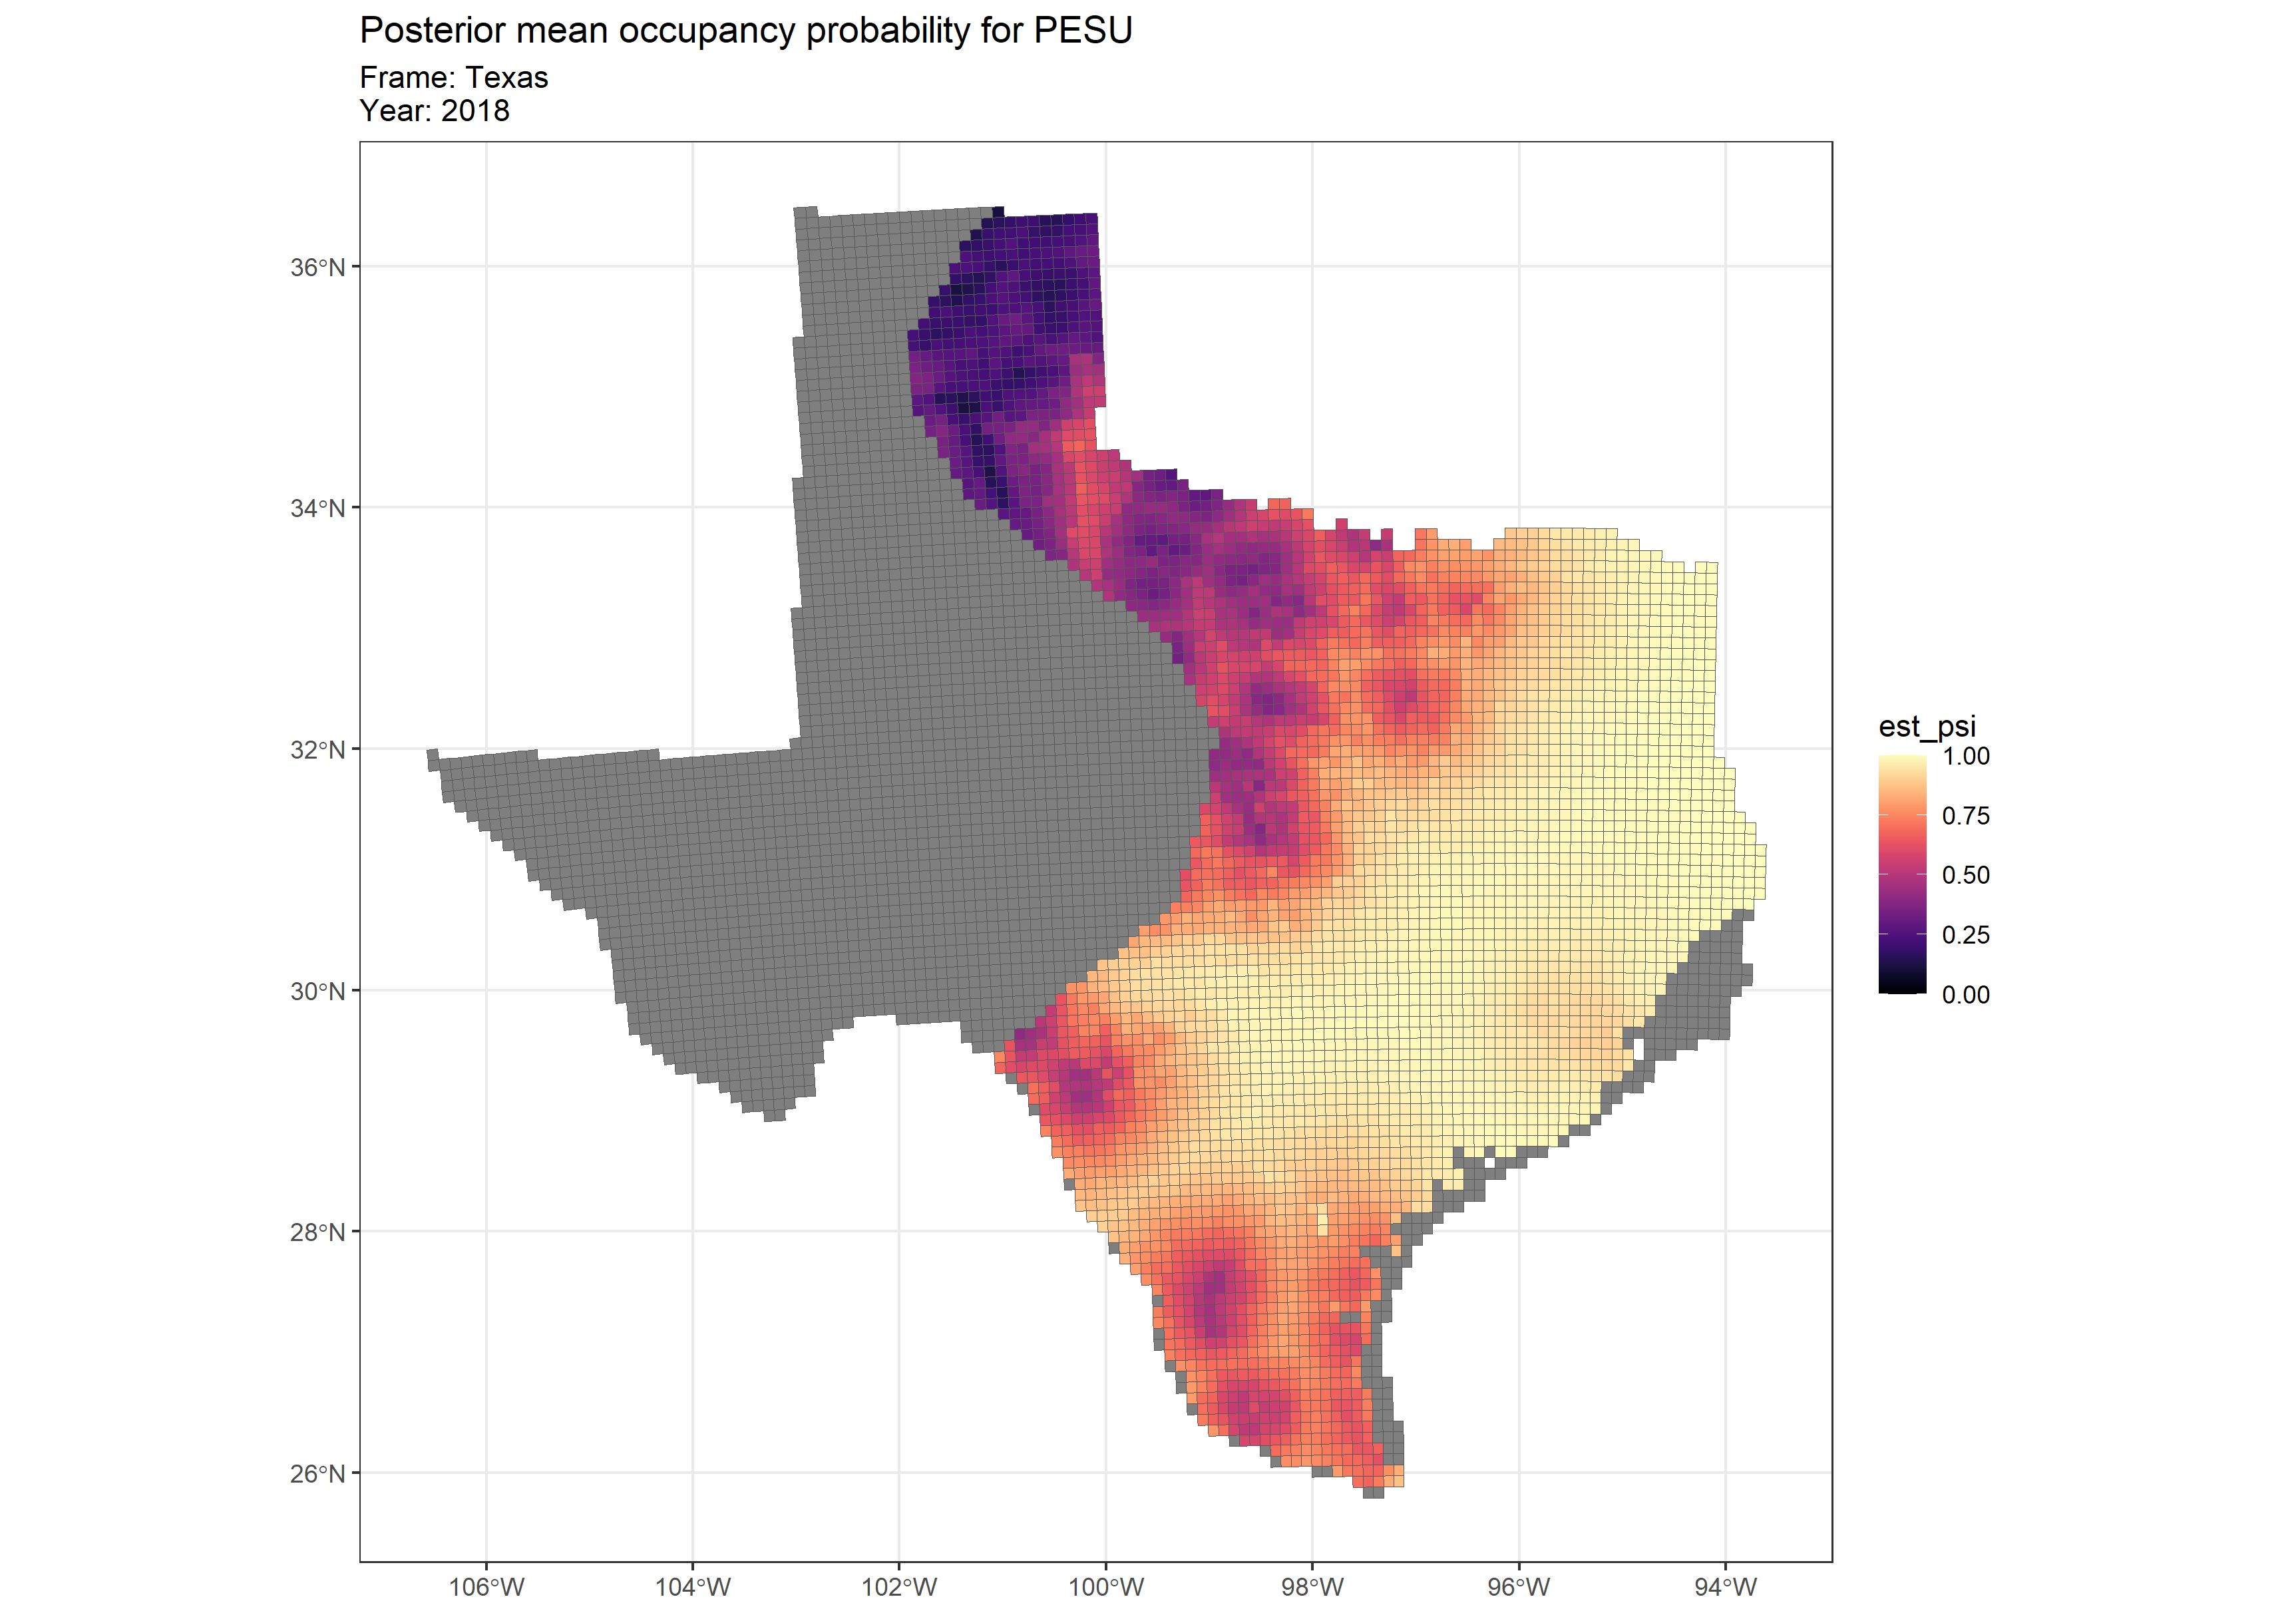 Posterior mean occupancy probability for PESU
Frame: Texas
Year: 2018
36°N
34°N
32°N
30°N
28°N
26°N
106°W
104°W
102°W
100°W
98°W
96°W
94°W
est_psi
1.00
0.75
0.50
0.25
0.00